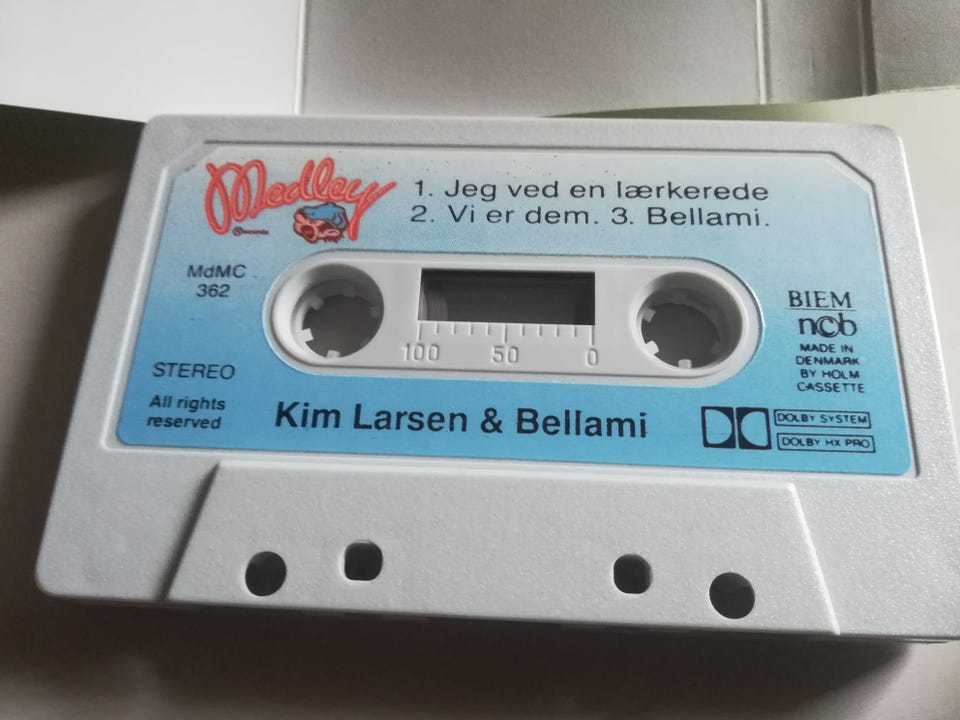 Medley
Records
1. Jeg ved en lærkerede
2. Vi er dem. 3. Bellami.
MdMC
362
STEREO
All rights
reserved
100 50 0
BIEM
ncb
MADE IN
DENMARK
BY HOLM
CASSETTE
Kim Larsen & Bellami
DOLBY SYSTEM
DOLBY HX PRO